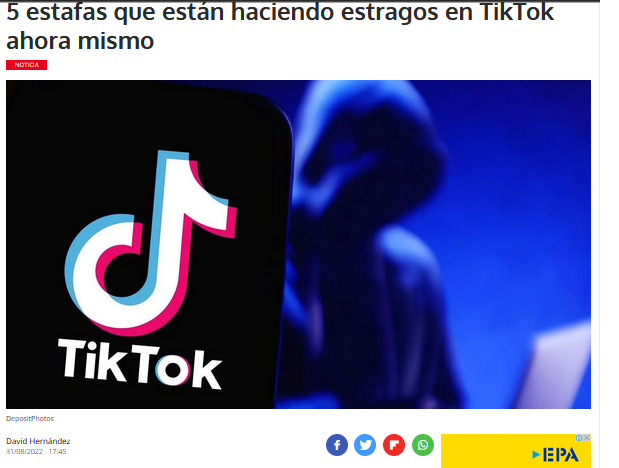 5 estafas que están haciendo estragos en TikTok
ahora mismo
NOTICIA
TikTok
DepositPhotos
David Hernández
31/08/2022 - 17:45
EPA